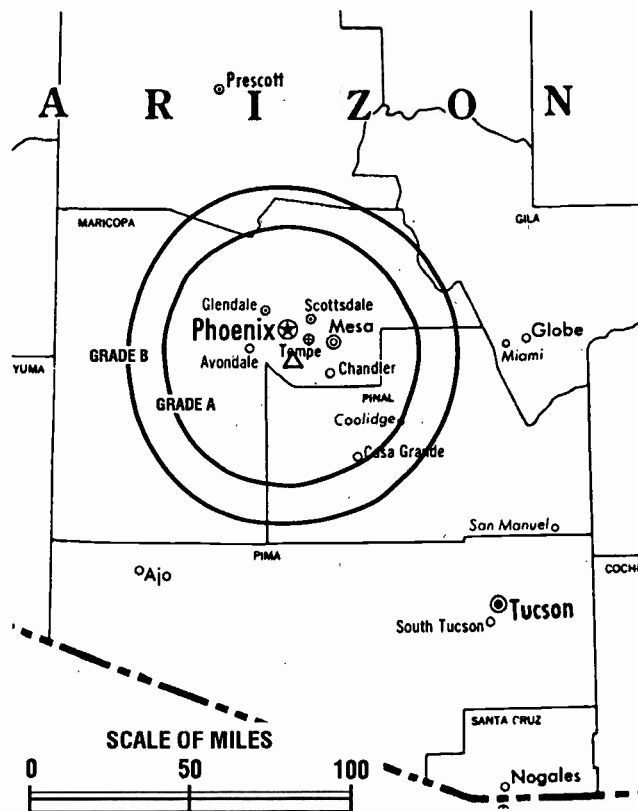 Prescott
A R I Z O N
MARICOPA
GILA
Glendale
Scottsdale
Phoenix
Mesa
Globe
GRADE B
Avondale
Tempe
Miami
YUMA
Chandler
GRADE A
PINAL
Coolidge
Casa Grande
San Manuel
PIMA
COCH
Ajo
Tucson
South Tucson
SANTA CRUZ
SCALE OF MILES
0 50 100
Nogales